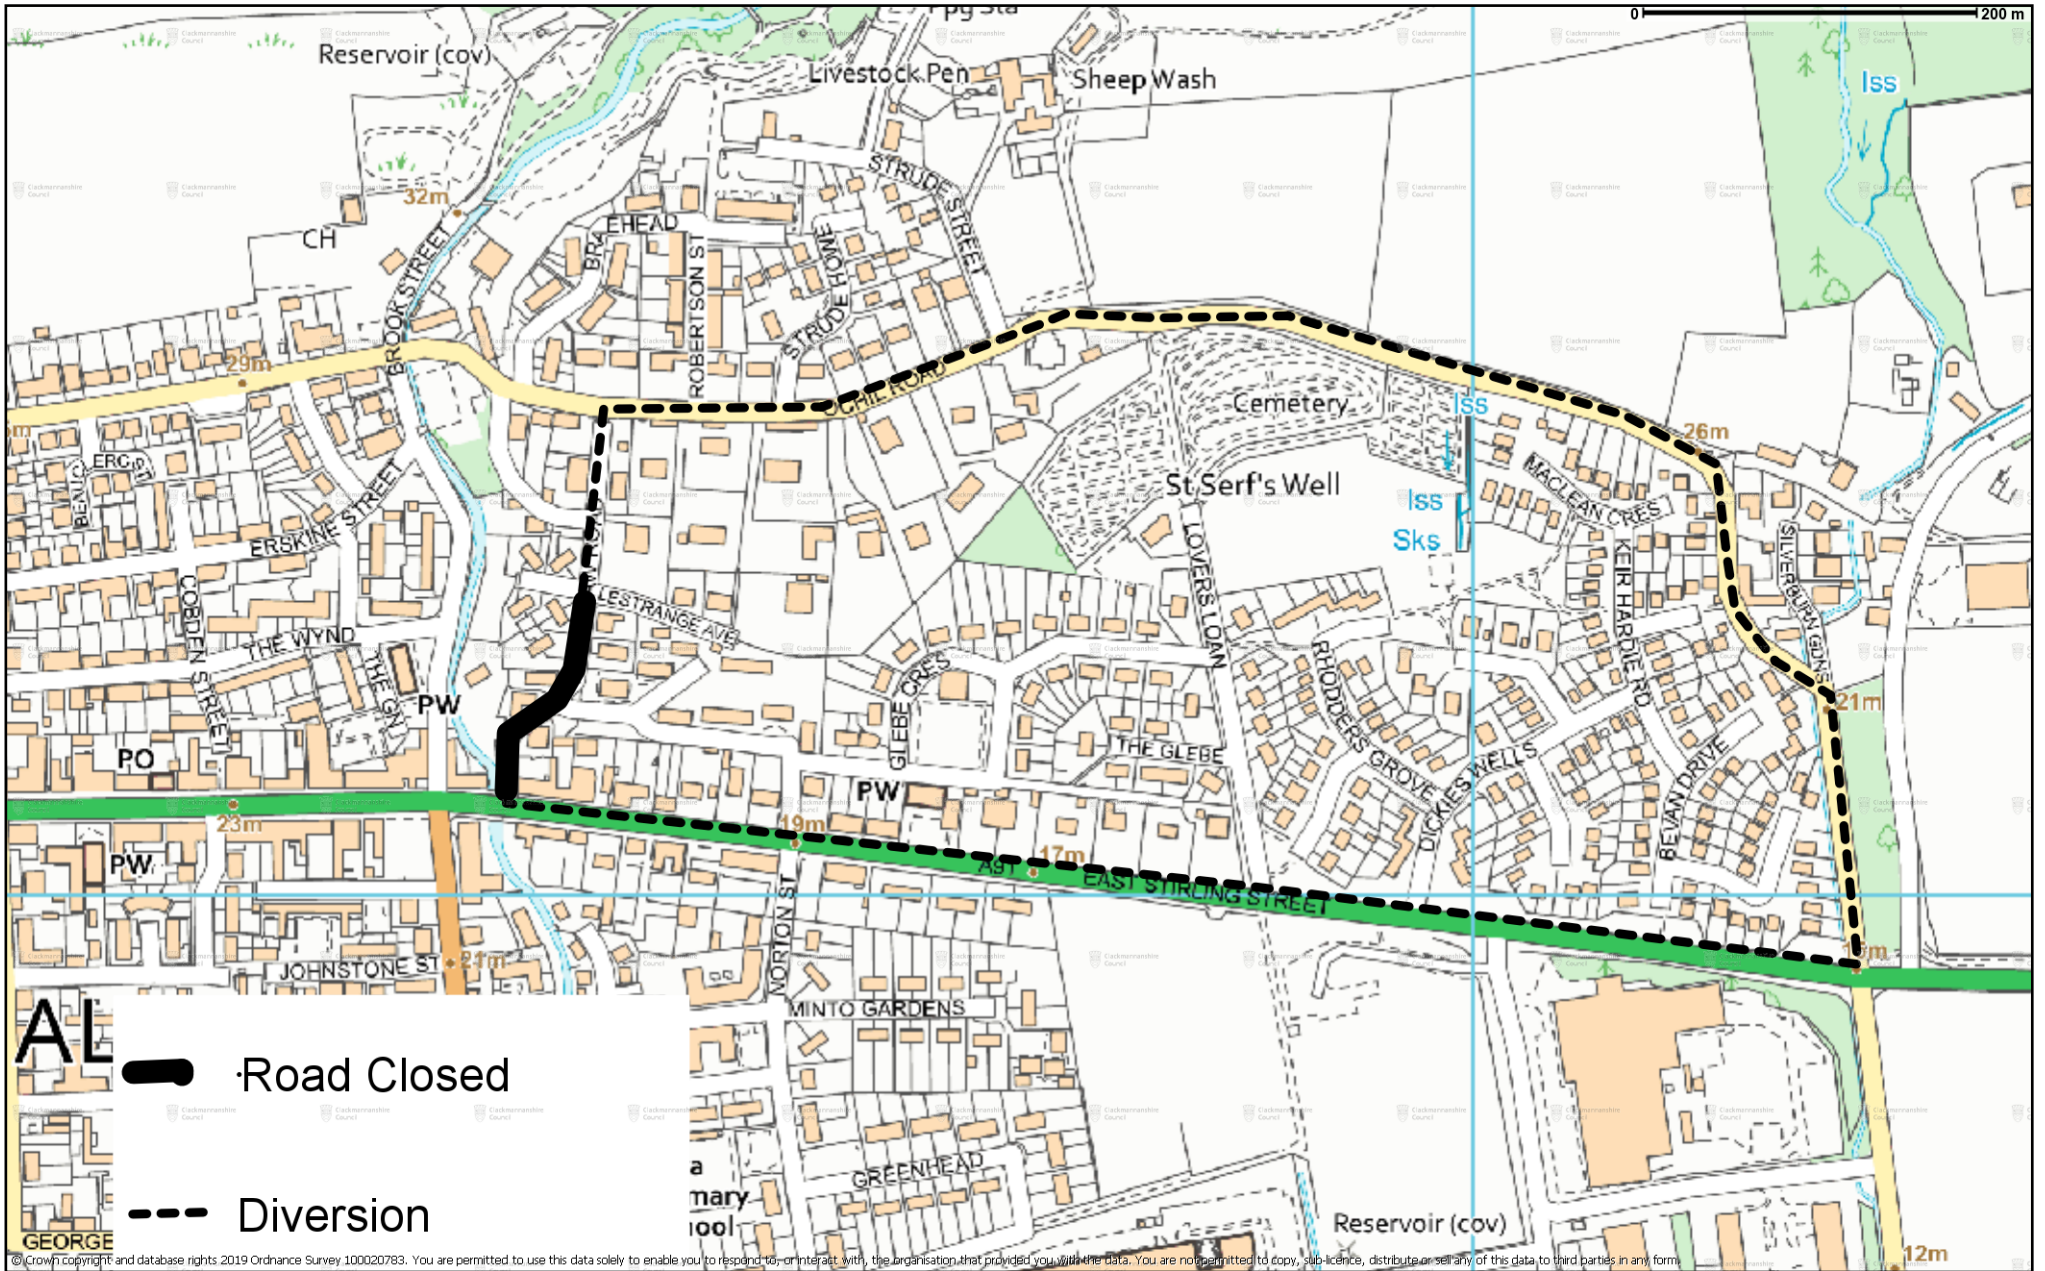 0
200 m
Ppg Sta
Reservoir (cov)
Livestock Pen
Sheep Wash
Iss
STRUDE STREET
32m
CH
BROOK STREET
BRAEHEAD
ROBERTSON ST
STRUDE HOWE
29m
OCHIL ROAD
Cemetery
Iss
26m
St Serf's Well
Iss
Sks
MACLEAN CRES
ERSKINE STREET
COBDEN STREET
THE WYND
LESTRANGE AVE
LOVERS LOAN
KEIR HARDIE RD
SILVERBURN GDNS
PW
GLEBE CRES
THE GLEBE
RHODDERS GROVE
DICKIES WELLS
BEVAN DRIVE
21m
PO
PW
23m
19m
17m
A91
EAST STIRLING STREET
PW
NORTON ST
JOHNSTONE ST
21m
MINTO GARDENS
AL
Road Closed
GREENHEAD
Diversion
a
mary
hool
Reservoir (cov)
GEORGE
12m
© Crown copyright and database rights 2019 Ordnance Survey 100020783. You are permitted to use this data solely to enable you to respond to, or interact with, the organisation that provided you with the data. You are not permitted to copy, sub-licence, distribute or sell any of this data to third parties in any form.